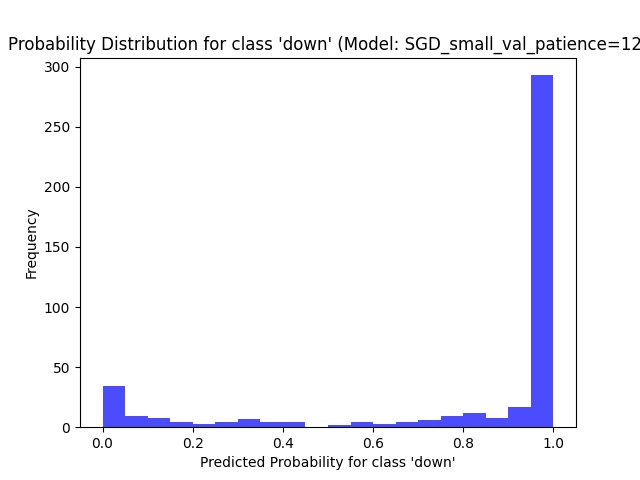 Probability Distribution for class 'down' (Model: SGD_small_val_patience=12
300
250
200
150
100
50
0
Frequency
0.0 0.2 0.4 0.6 0.8 1.0
Predicted Probability for class 'down'